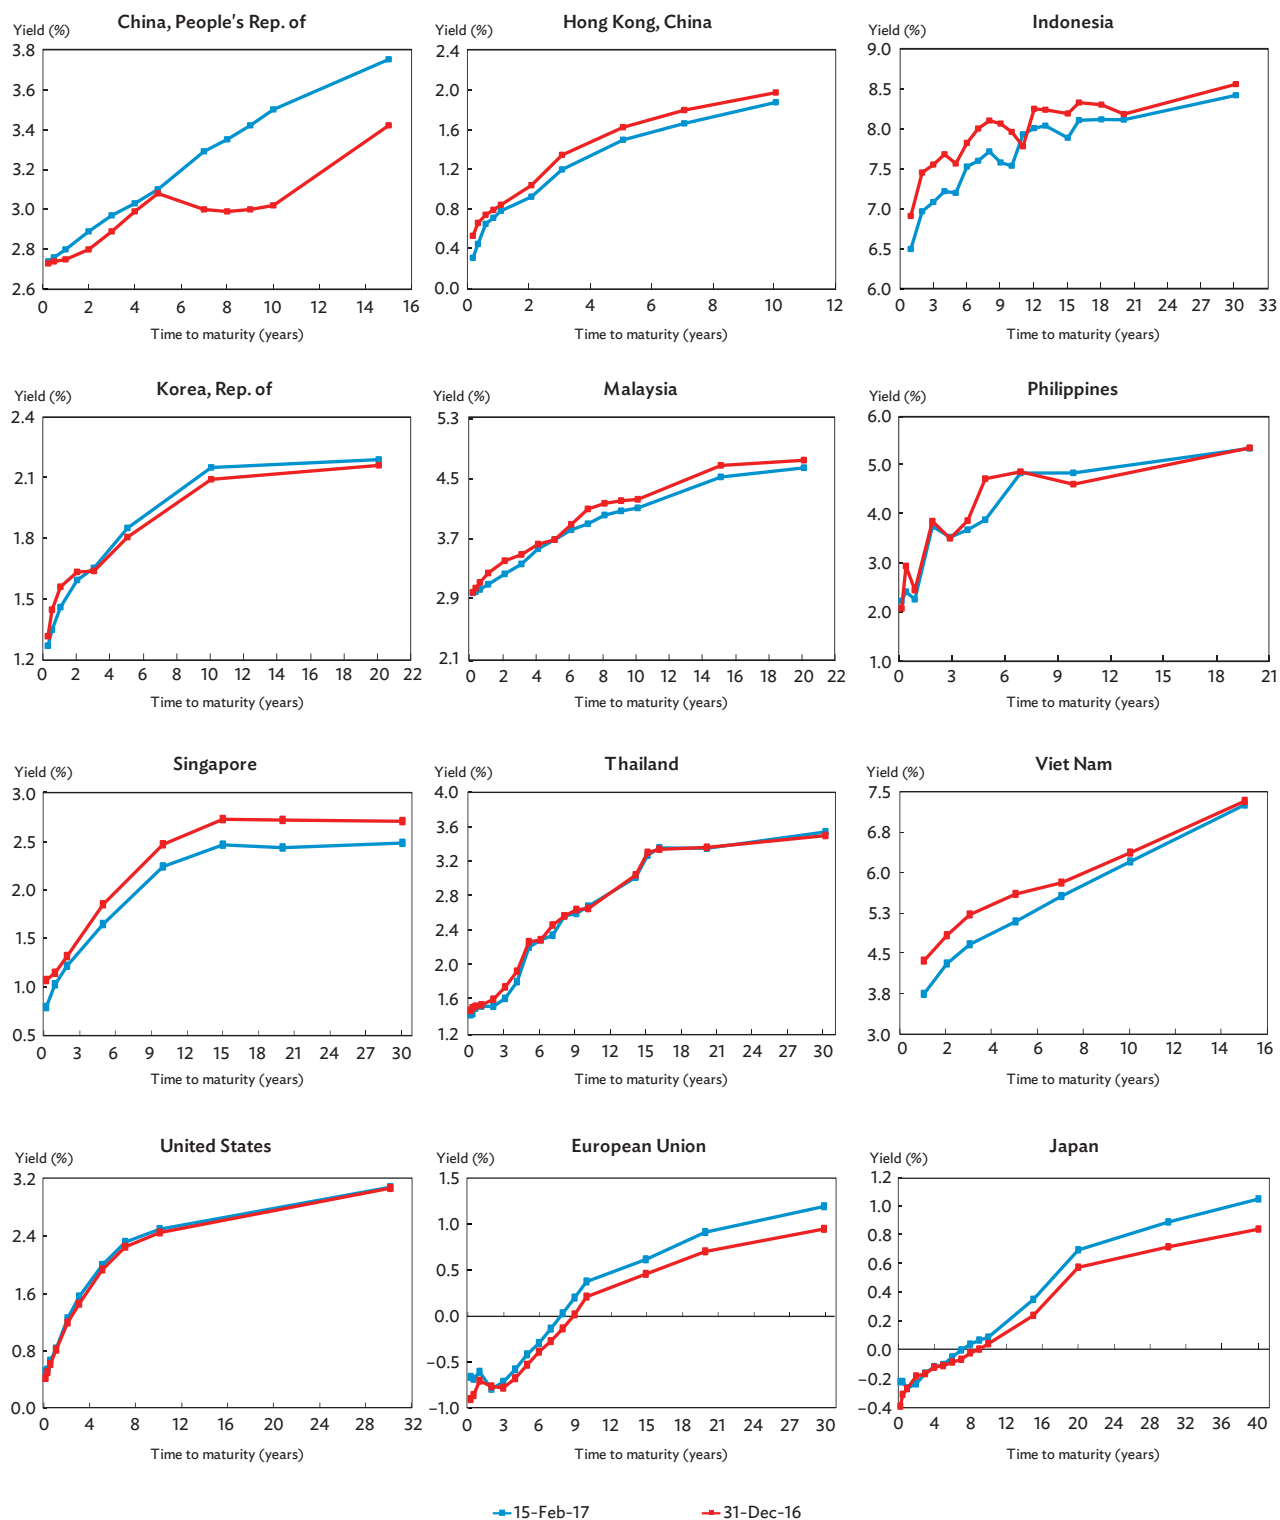 China, People's Rep. of
Yield (%)
3.8
3.6
3.4
3.2
3.0
2.8
2.6
0 2 4 6 8 10 12 14 16
Time to maturity (years)
Hong Kong, China
Yield (%)
2.4
2.0
1.6
1.2
0.8
0.4
0.0
0 2 4 6 8 10 12
Time to maturity (years)
Indonesia
Yield (%)
9.0
8.5
8.0
7.5
7.0
6.5
6.0
0 3 6 9 12 15 18 21 24 27 30 33
Time to maturity (years)
Korea, Rep. of
Yield (%)
2.4
2.1
1.8
1.5
1.2
0 2 4 6 8 10 12 14 16 18 20 22
Time to maturity (years)
Malaysia
Yield (%)
5.3
4.5
3.7
2.9
2.1
0 2 4 6 8 10 12 14 16 18 20 22
Time to maturity (years)
Philippines
Yield (%)
6.0
5.0
4.0
3.0
2.0
1.0
0 3 6 9 12 15 18 21
Time to maturity (years)
Singapore
Yield (%)
3.0
2.5
2.0
1.5
1.0
0.5
0 3 6 9 12 15 18 21 24 27 30
Time to maturity (years)
Thailand
Yield (%)
4.0
3.6
3.2
2.8
2.4
2.0
1.6
1.2
0 3 6 9 12 15 18 21 24 27 30
Time to maturity (years)
Viet Nam
Yield (%)
7.5
6.8
6.0
5.3
4.5
3.8
3.0
0 2 4 6 8 10 12 14 16
Time to maturity (years)
United States
Yield (%)
3.2
2.4
1.6
0.8
0.0
0 4 8 12 16 20 24 28 32
Time to maturity (years)
European Union
Yield (%)
1.5
1.0
0.5
0.0
−0.5
−1.0
0 3 6 9 12 15 18 21 24 27 30
Time to maturity (years)
Japan
Yield (%)
1.2
1.0
0.8
0.6
0.4
0.2
0.0
−0.2
−0.4
0 4 8 12 16 20 24 28 32 36 40
Time to maturity (years)
15-Feb-17 31-Dec-16